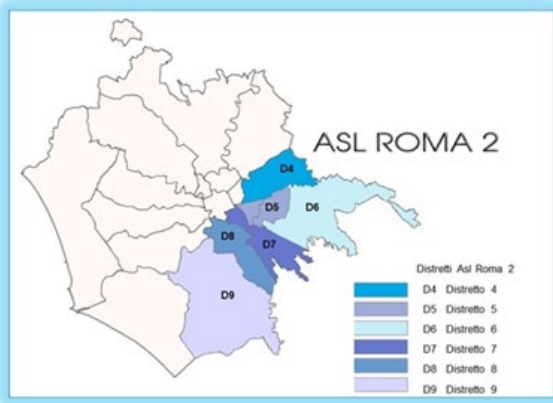 ASL ROMA 2
D4
D5
D6
D8
D7
D9
Distretti Asl Roma 2
D4 Distretto 4
D5 Distretto 5
D6 Distretto 6
D7 Distretto 7
D8 Distretto 8
D9 Distretto 9